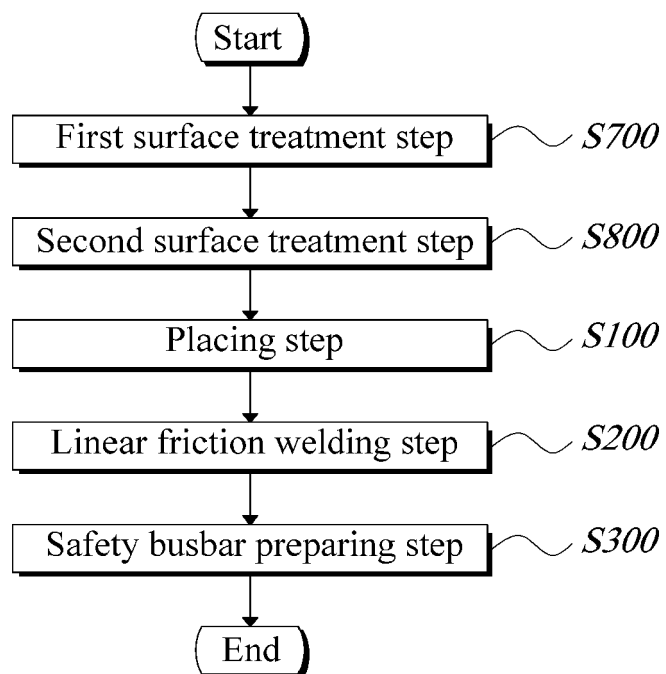 Start
First surface treatment step S700
Second surface treatment step S800
Placing step S100
Linear friction welding step S200
Safety busbar preparing step S300
End